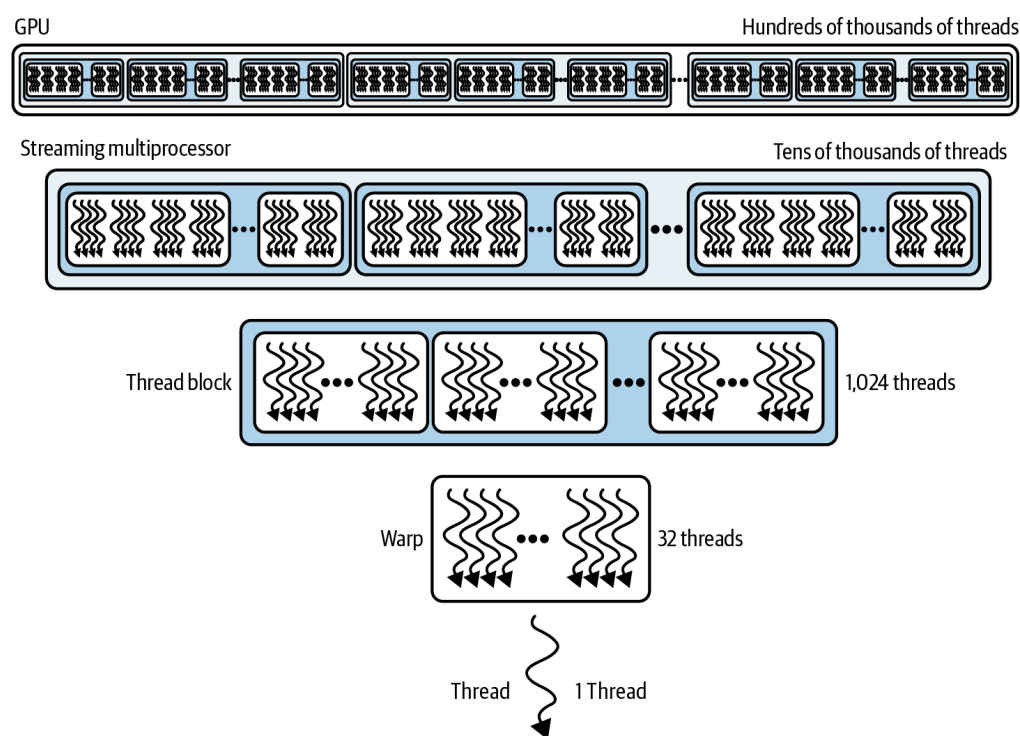 GPU
Hundreds of thousands of threads
Streaming multiprocessor
Tens of thousands of threads
Thread block
1,024 threads
Warp
32 threads
Thread
1 Thread